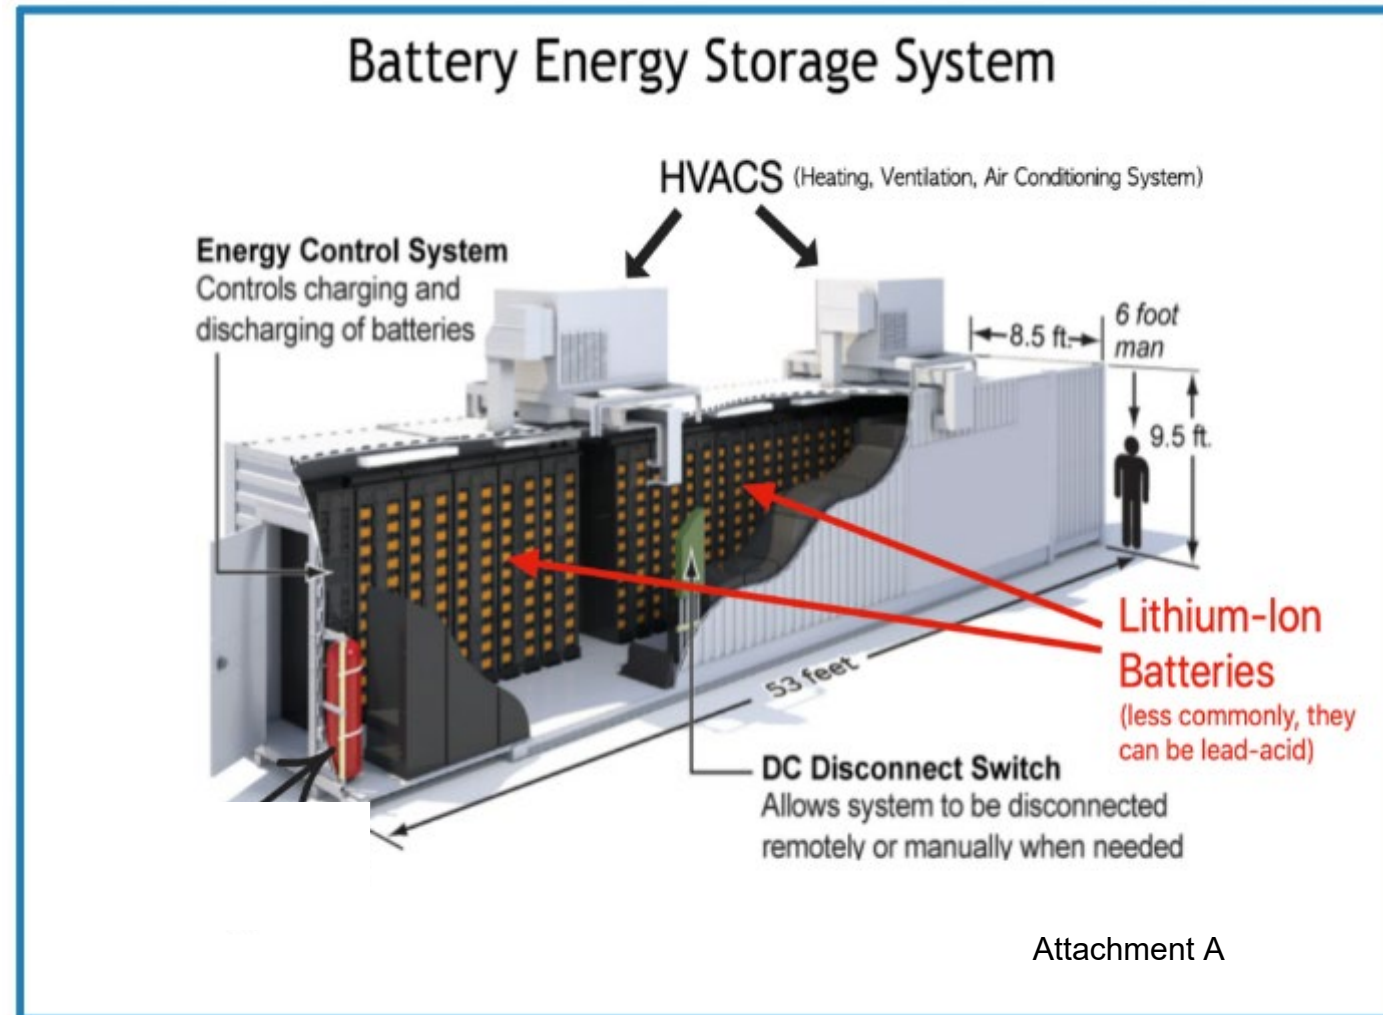 Battery Energy Storage System
HVACS (Heating, Ventilation, Air Conditioning System)
Energy Control System
Controls charging and
discharging of batteries
8.5 ft.
6 foot
man
9.5 ft.
53 feet
Lithium-Ion
Batteries
(less commonly, they
can be lead-acid)
DC Disconnect Switch
Allows system to be disconnected
remotely or manually when needed
Attachment A